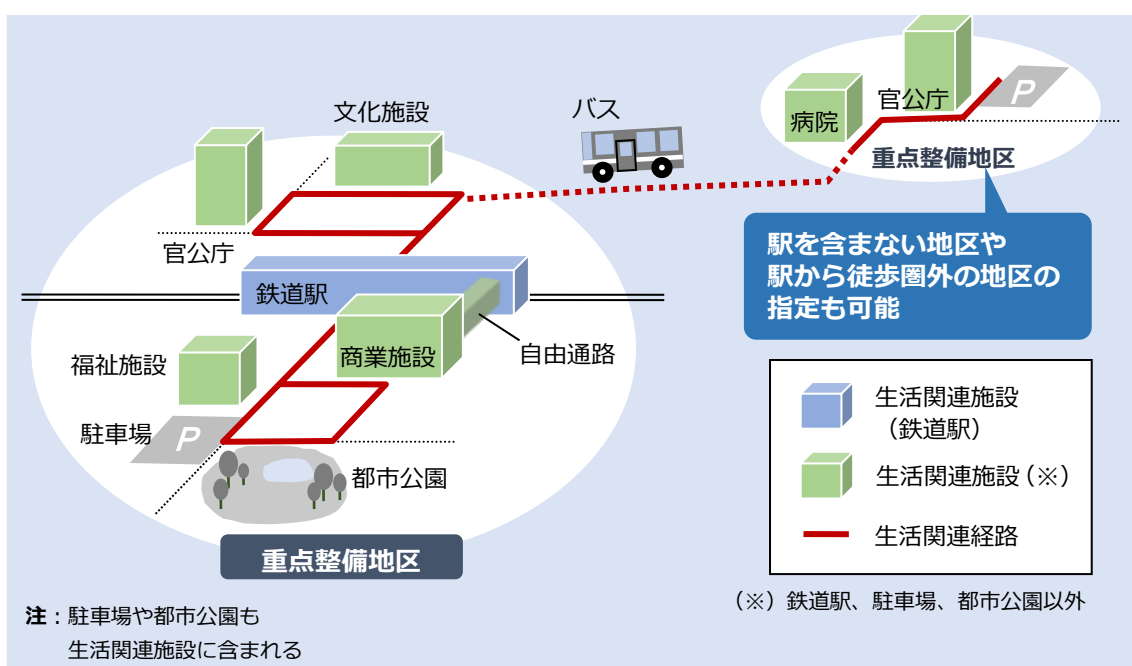 文化施設
バス
官公庁
P
病院
重点整備地区
官公庁
駅を含まない地区や
駅から徒歩圏外の地区の
指定も可能
鉄道駅
商業施設
自由通路
福祉施設
駐車場
P
都市公園
重点整備地区
生活関連施設
（鉄道駅）
生活関連施設（※）
生活関連経路
（※）鉄道駅、駐車場、都市公園以外
注：駐車場や都市公園も
生活関連施設に含まれる